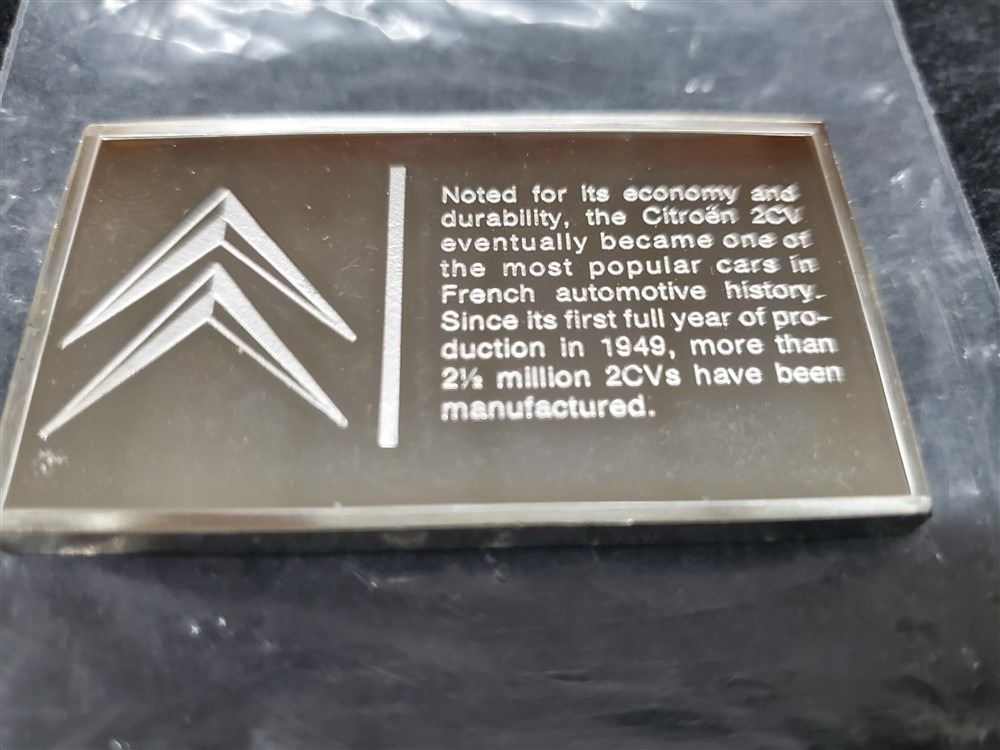 Noted for its economy and
durability, the Citroën 2CV
eventually became one of
the most popular cars in
French automotive history.
Since its first full year of pro-
duction in 1949, more than
2½ million 2CVs have been
manufactured.